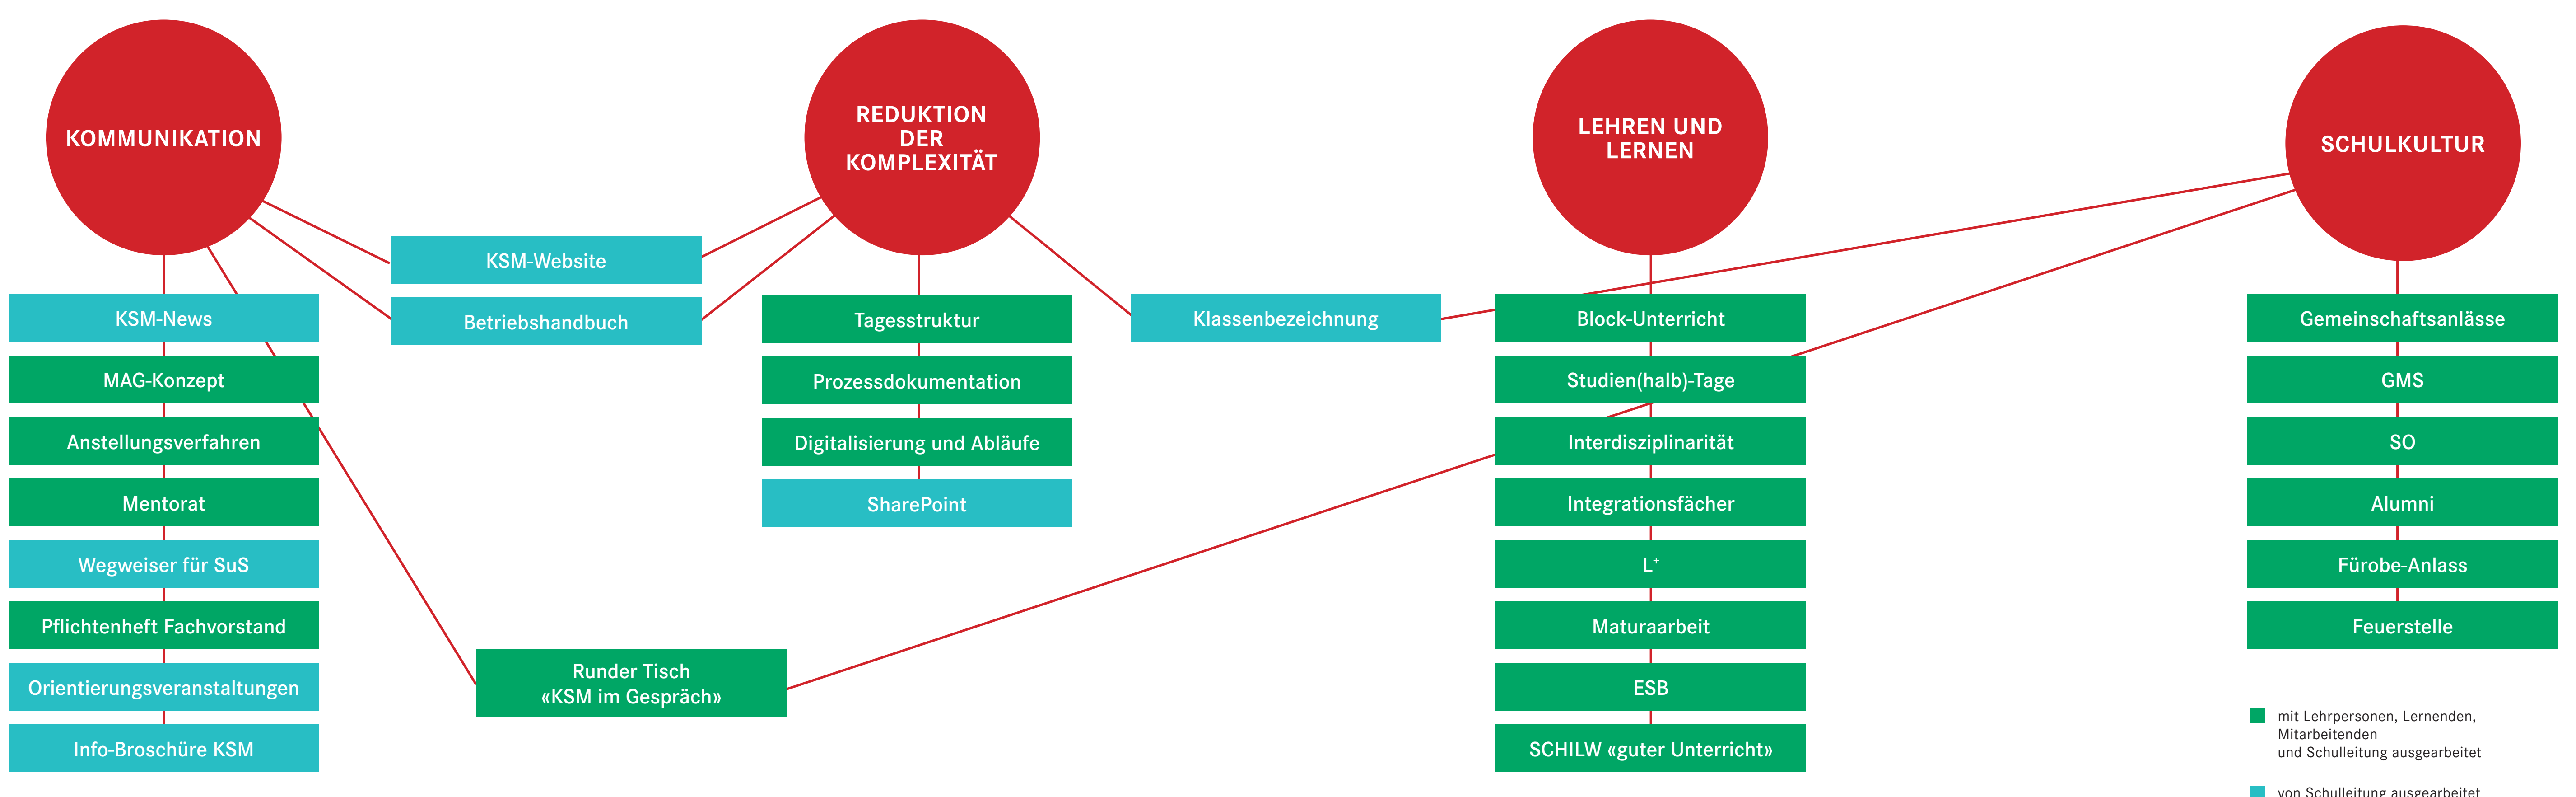 KOMMUNIKATION
REDUKTION
DER
KOMPLEXITÄT
LEHREN UND
LERNEN
SCHULKULTUR
KSM-Website
Betriebshandbuch
KSM-News
MAG-Konzept
Anstellungsverfahren
Mentorat
Wegweiser für SuS
Pflichtenheft Fachvorstand
Orientierungsveranstaltungen
Info-Broschüre KSM
Runder Tisch
«KSM im Gespräch»
Tagesstruktur
Prozessdokumentation
Digitalisierung und Abläufe
SharePoint
Klassenbezeichnung
Block-Unterricht
Studien(halb)-Tage
Interdisziplinarität
Integrationsfächer
L⁺
Maturaarbeit
ESB
SCHILW «guter Unterricht»
Gemeinschaftsanlässe
GMS
SO
Alumni
Fürobe-Anlass
Feuerstelle
mit Lehrpersonen, Lernenden,
Mitarbeitenden
und Schulleitung ausgearbeitet
von Schulleitung ausgearbeitet